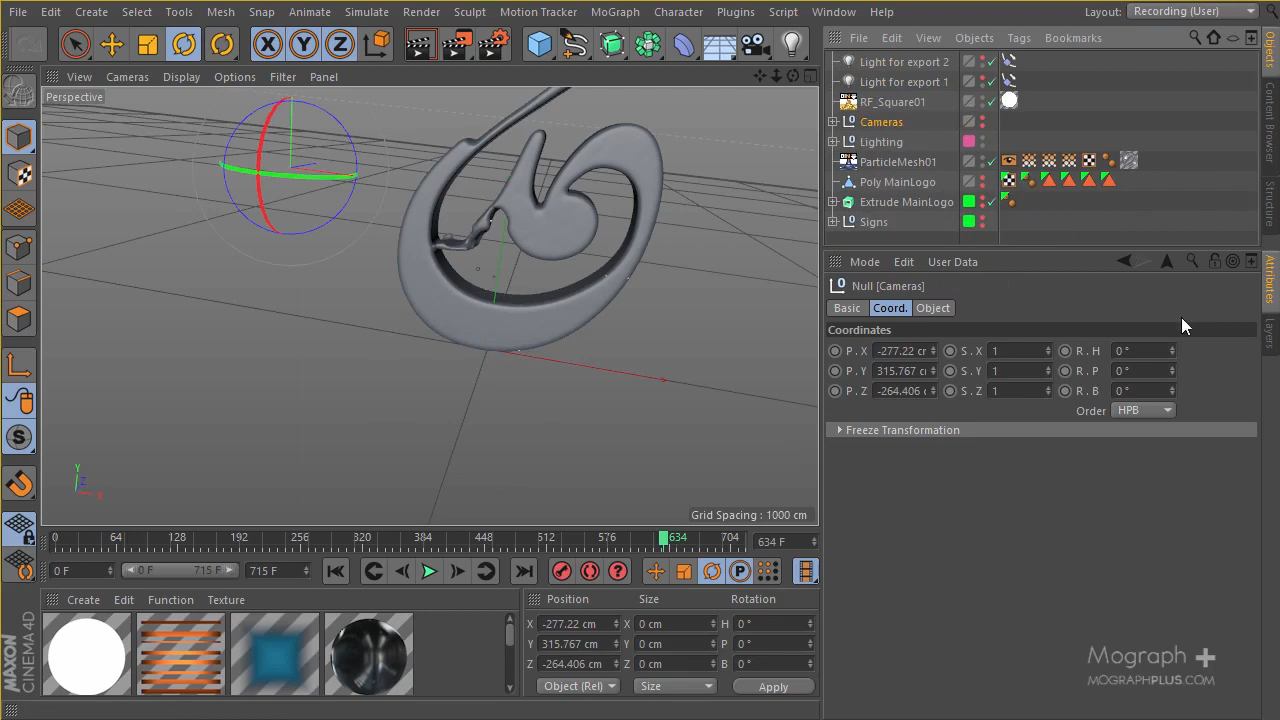 File Edit Create Select Tools Mesh Snap Animate Simulate Render Sculpt Motion Tracker MoGraph Character Plugins Script Window Help Layout: Recording (User)
X Y Z
File Edit View Objects Tags Bookmarks
View Cameras Display Options Filter Panel
Perspective
Light for export 2
Light for export 1
RF_Square01
Cameras
Lighting
ParticleMesh01
Poly MainLogo
Extrude MainLogo
Signs
Objects
Content Browser
Structure
Attributes
Layers
Mode Edit User Data
Null [Cameras]
Basic Coord. Object
Coordinates
P . X -277.22 cr S . X 1 R . H 0 °
P . Y 315.767 S . Y 1 R . P 0 °
P . Z -264.406 S . Z 1 R . B 0 °
Order HPB
Freeze Transformation
Y
Z
X
Grid Spacing : 1000 cm
0 64 128 192 256 320 384 448 512 576 634 704 634 F
0 F 0 F 715 F 715 F
Create Edit Function Texture
Position Size Rotation
X -277.22 cm X 0 cm H 0 °
Y 315.767 cm Y 0 cm P 0 °
Z -264.406 cm Z 0 cm B 0 °
Object (Rel) Size Apply
MAXON
CINEMA 4D
Mograph +
MOGRAPHPLUS.COM